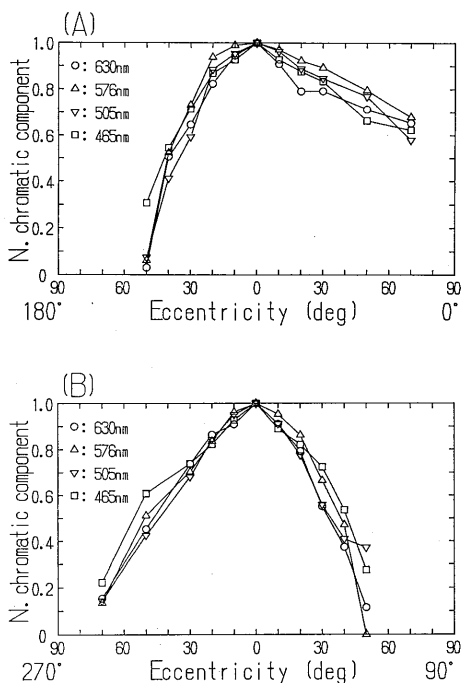 (A)
N. chromatic component
1.0
0.8
0.6
0.4
0.2
0
○: 630nm
△: 576nm
▽: 505nm
□: 465nm
90 60 30 0 30 60 90
180° Eccentricity (deg) 0°
(B)
N. chromatic component
1.0
0.8
0.6
0.4
0.2
0
○: 630nm
△: 576nm
▽: 505nm
□: 465nm
90 60 30 0 30 60 90
270° Eccentricity (deg) 90°